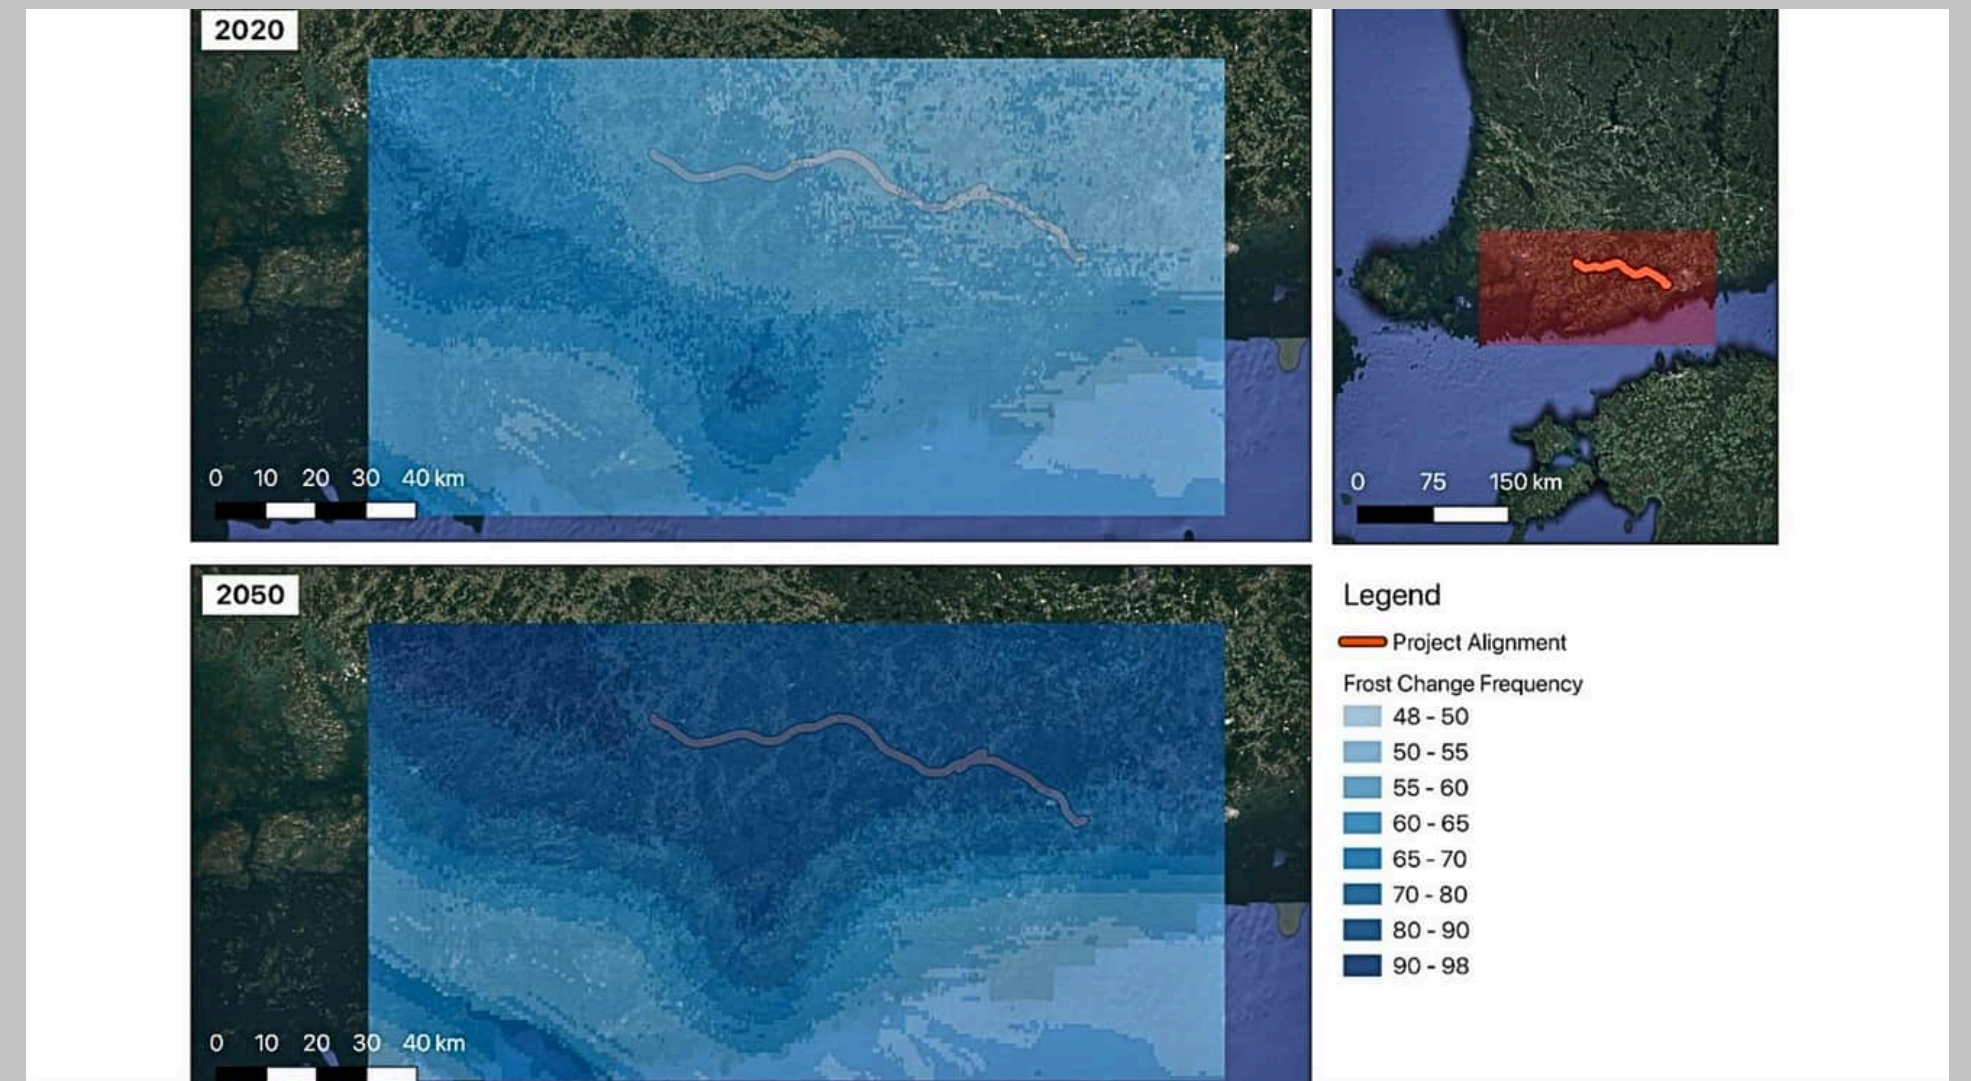 2020
0 10 20 30 40 km
0 75 150 km
2050
0 10 20 30 40 km
Legend
Project Alignment
Frost Change Frequency
48 - 50
50 - 55
55 - 60
60 - 65
65 - 70
70 - 80
80 - 90
90 - 98